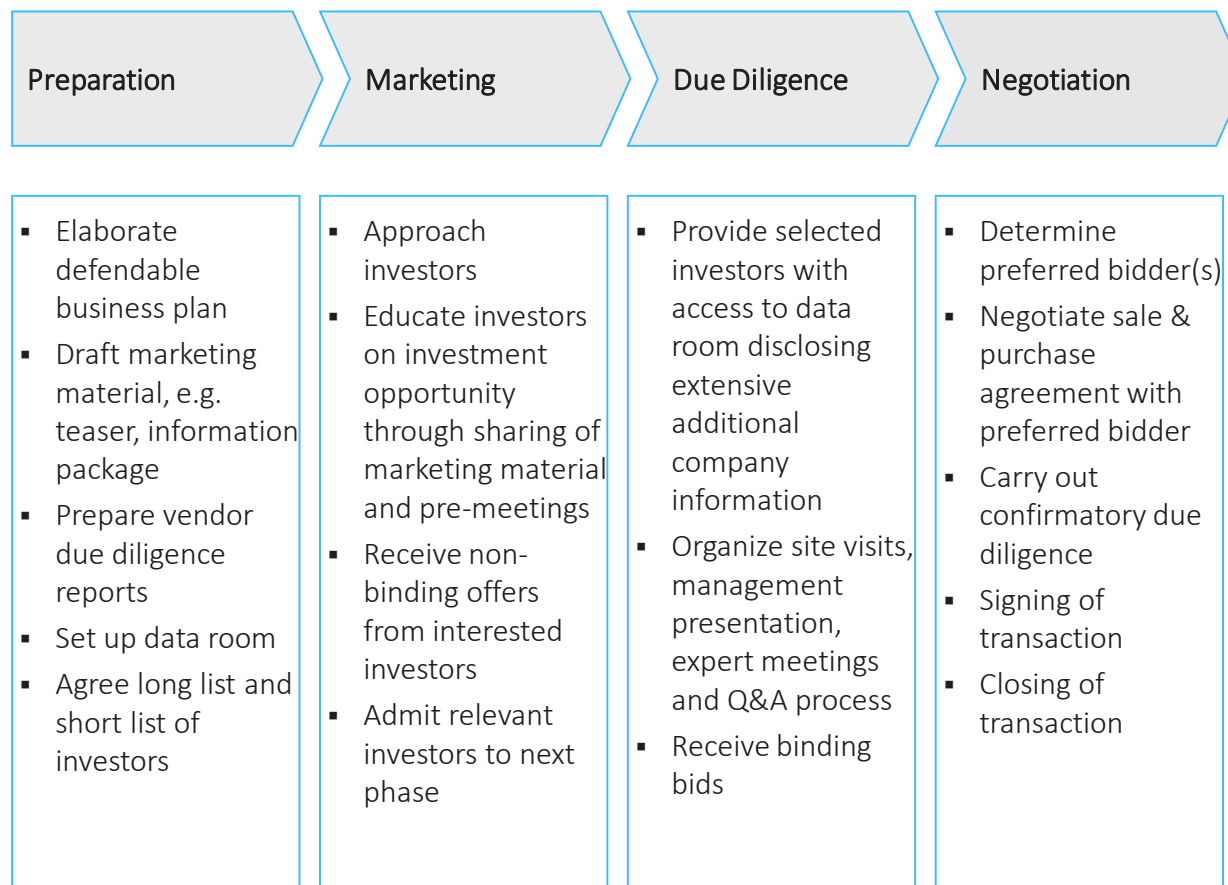 Preparation
Marketing
Due Diligence
Negotiation
▪ Elaborate
defendable
business plan
▪ Draft marketing
material, e.g.
teaser, information
package
▪ Prepare vendor
due diligence
reports
▪ Set up data room
▪ Agree long list and
short list of
investors
▪ Approach
investors
▪ Educate investors
on investment
opportunity
through sharing of
marketing material
and pre-meetings
▪ Receive non-
binding offers
from interested
investors
▪ Admit relevant
investors to next
phase
▪ Provide selected
investors with
access to data
room disclosing
extensive
additional
company
information
▪ Organize site visits,
management
presentation,
expert meetings
and Q&A process
▪ Receive binding
bids
▪ Determine
preferred bidder(s)
▪ Negotiate sale &
purchase
agreement with
preferred bidder
▪ Carry out
confirmatory due
diligence
▪ Signing of
transaction
▪ Closing of
transaction